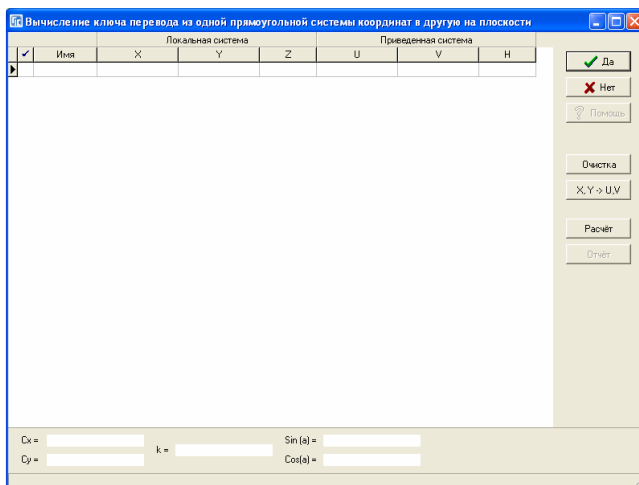 Вычисление ключа перевода из одной прямоугольной системы координат в другую на плоскости
Локальная система Приведенная система
Имя X Y Z U V H
Да
Нет
Помощь
Очистка
X,Y -> U,V
Расчёт
Отчёт
Cx =
Cy =
k =
Sin (a) =
Cos(a) =